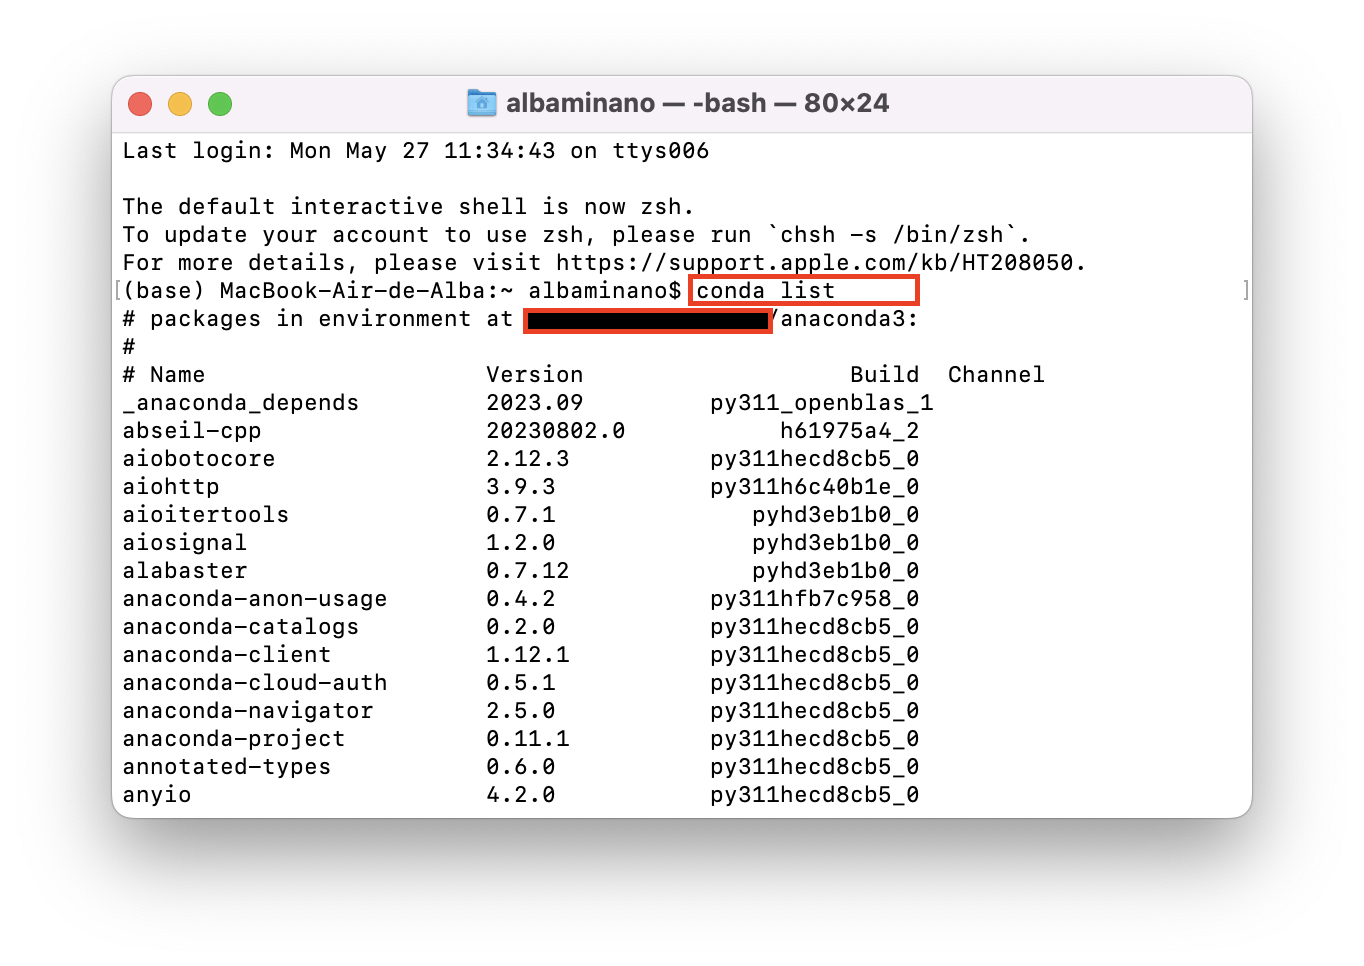 albaminano — -bash — 80×24
Last login: Mon May 27 11:34:43 on ttys006
The default interactive shell is now zsh.
To update your account to use zsh, please run `chsh -s /bin/zsh`.
For more details, please visit https://support.apple.com/kb/HT208050.
[(base) MacBook-Air-de-Alba:~ albaminano$ conda list ]
# packages in environment at /anaconda3:
#
# Name Version Build Channel
_anaconda_depends 2023.09 py311_openblas_1
abseil-cpp 20230802.0 h61975a4_2
aiobotocore 2.12.3 py311hecd8cb5_0
aiohttp 3.9.3 py311h6c40b1e_0
aioitertools 0.7.1 pyhd3eb1b0_0
aiosignal 1.2.0 pyhd3eb1b0_0
alabaster 0.7.12 pyhd3eb1b0_0
anaconda-anon-usage 0.4.2 py311hfb7c958_0
anaconda-catalogs 0.2.0 py311hecd8cb5_0
anaconda-client 1.12.1 py311hecd8cb5_0
anaconda-cloud-auth 0.5.1 py311hecd8cb5_0
anaconda-navigator 2.5.0 py311hecd8cb5_0
anaconda-project 0.11.1 py311hecd8cb5_0
annotated-types 0.6.0 py311hecd8cb5_0
anyio 4.2.0 py311hecd8cb5_0